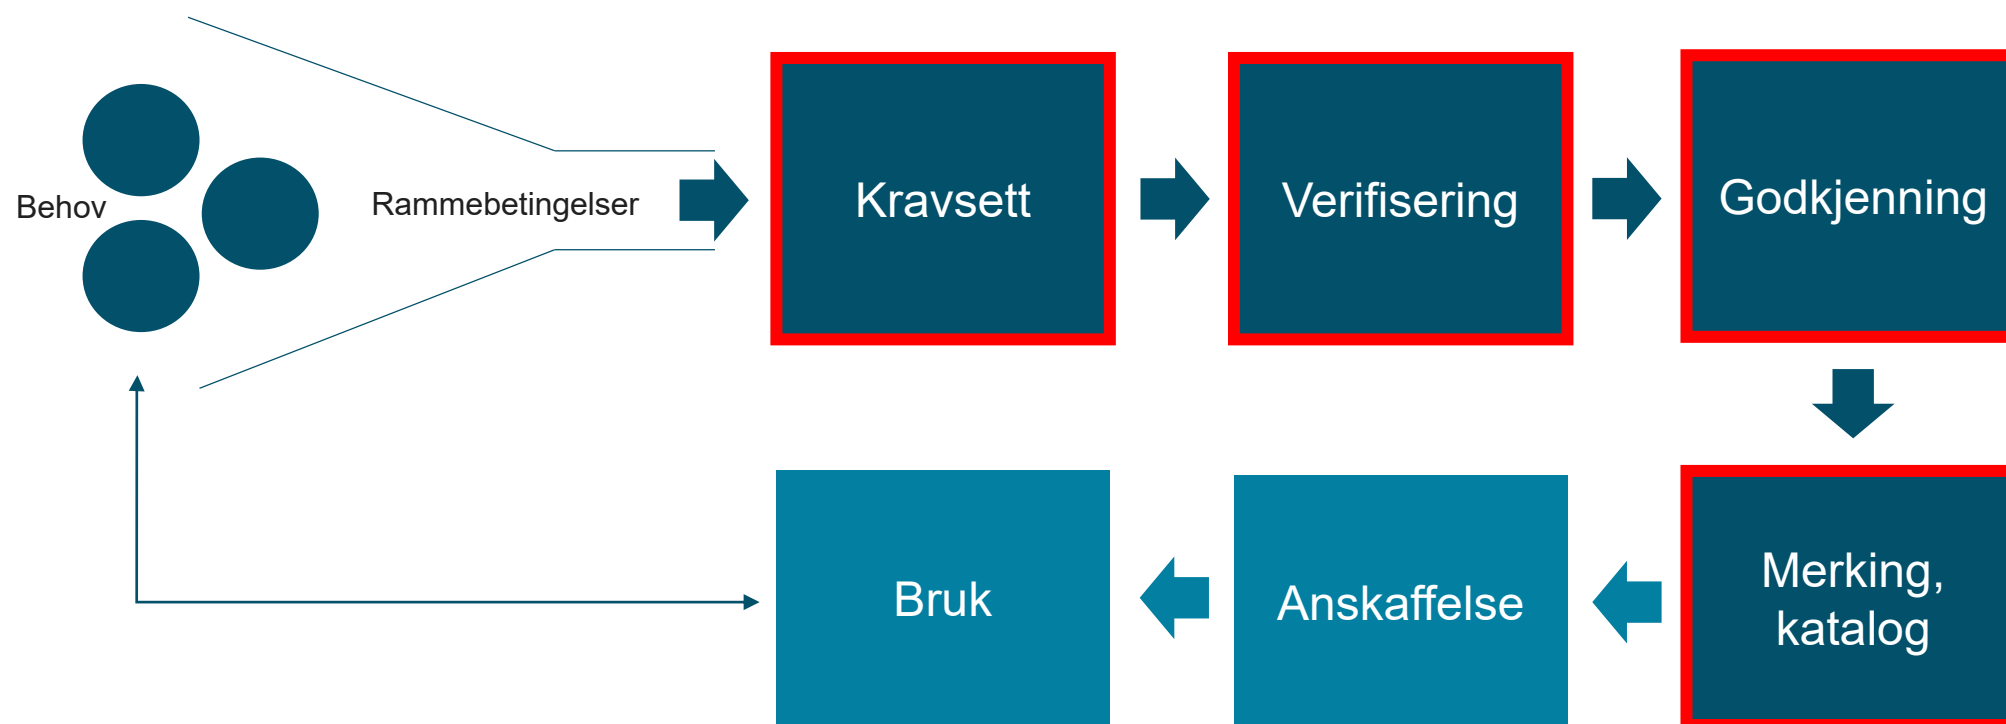 Behov
Rammebetingelser
Kravsett
Verifisering
Godkjenning
Bruk
Anskaffelse
Merking,
katalog